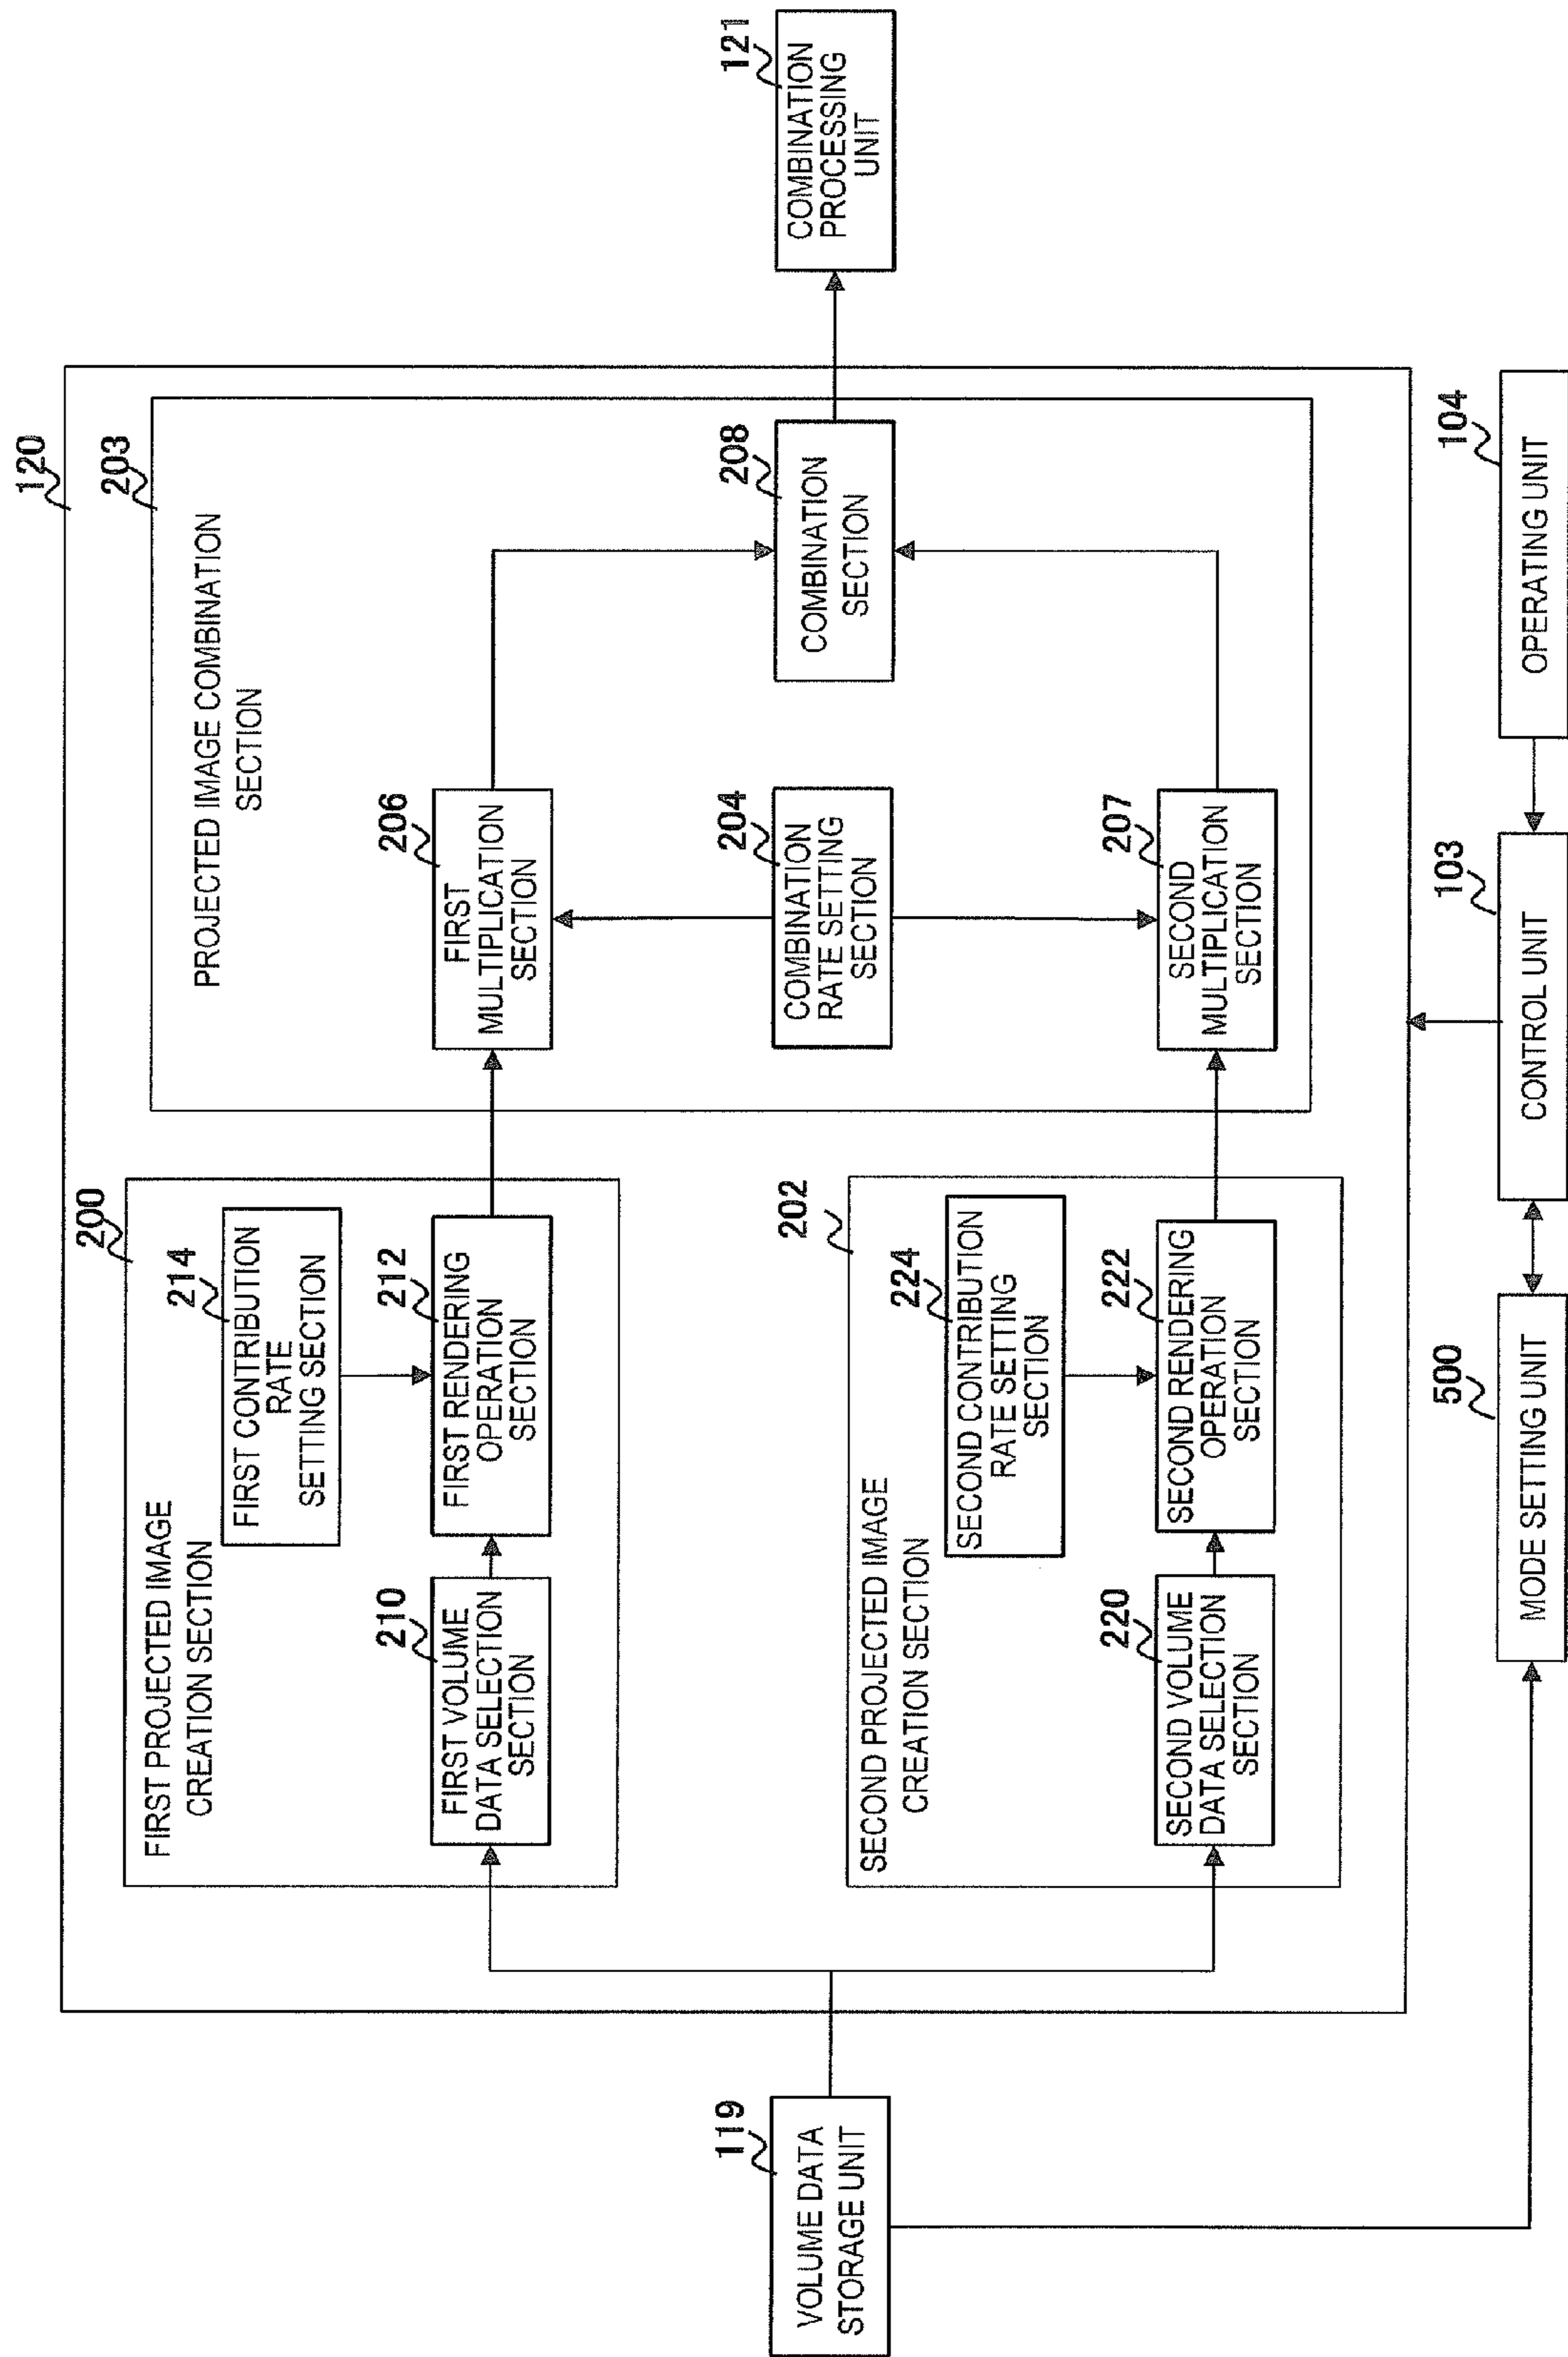 120
203
PROJECTED IMAGE COMBINATION
SECTION
200
FIRST PROJECTED IMAGE
CREATION SECTION
214
FIRST CONTRIBUTION
RATE
SETTING SECTION
210
FIRST VOLUME
DATA SELECTION
SECTION
212
FIRST RENDERING
OPERATION
SECTION
206
FIRST
MULTIPLICATION
SECTION
119
VOLUME DATA
STORAGE UNIT
204
COMBINATION
RATE SETTING
SECTION
208
COMBINATION
SECTION
121
COMBINATION
PROCESSING
UNIT
202
SECOND PROJECTED IMAGE
CREATION SECTION
224
SECOND CONTRIBUTION
RATE SETTING
SECTION
220
SECOND VOLUME
DATA SELECTION
SECTION
222
SECOND RENDERING
OPERATION
SECTION
207
SECOND
MULTIPLICATION
SECTION
500
MODE SETTING UNIT
103
CONTROL UNIT
104
OPERATING UNIT